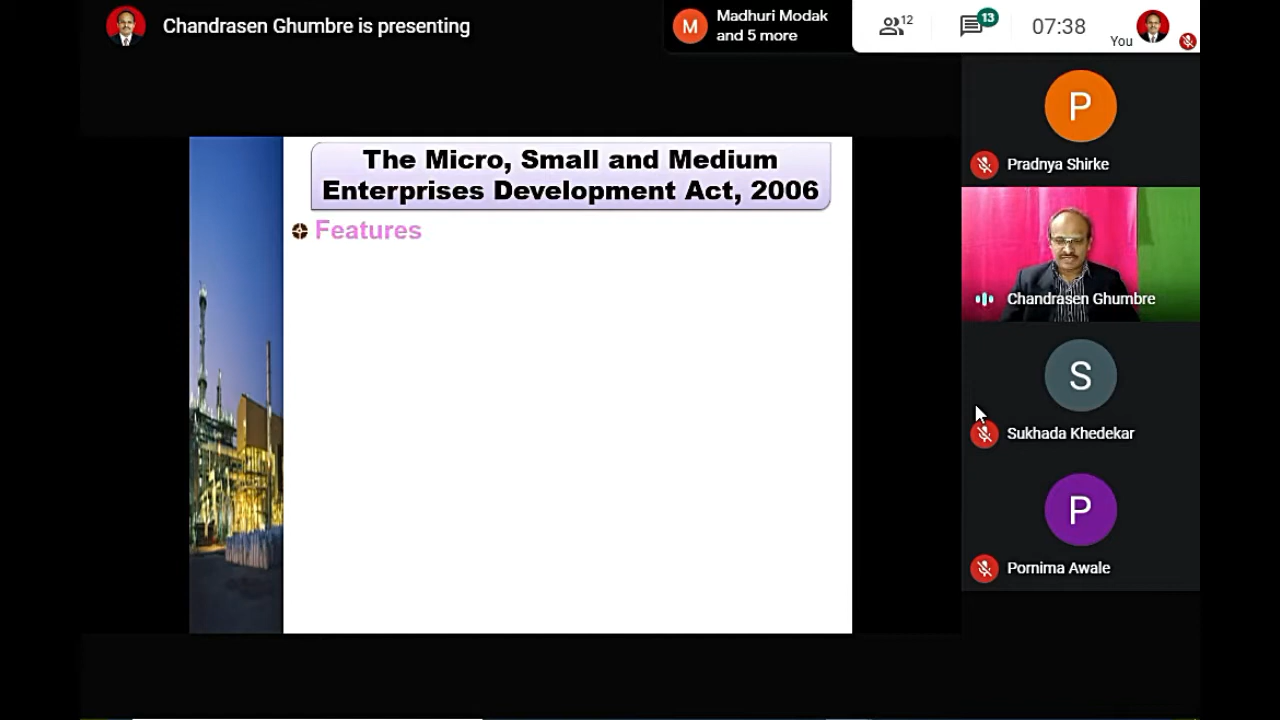 Chandrasen Ghumbre is presenting
M
Madhuri Modak
and 5 more
12
13
07:38
You
P
Pradnya Shirke
The Micro, Small and Medium
Enterprises Development Act, 2006
Features
Chandrasen Ghumbre
S
Sukhada Khedekar
P
Pornima Awale